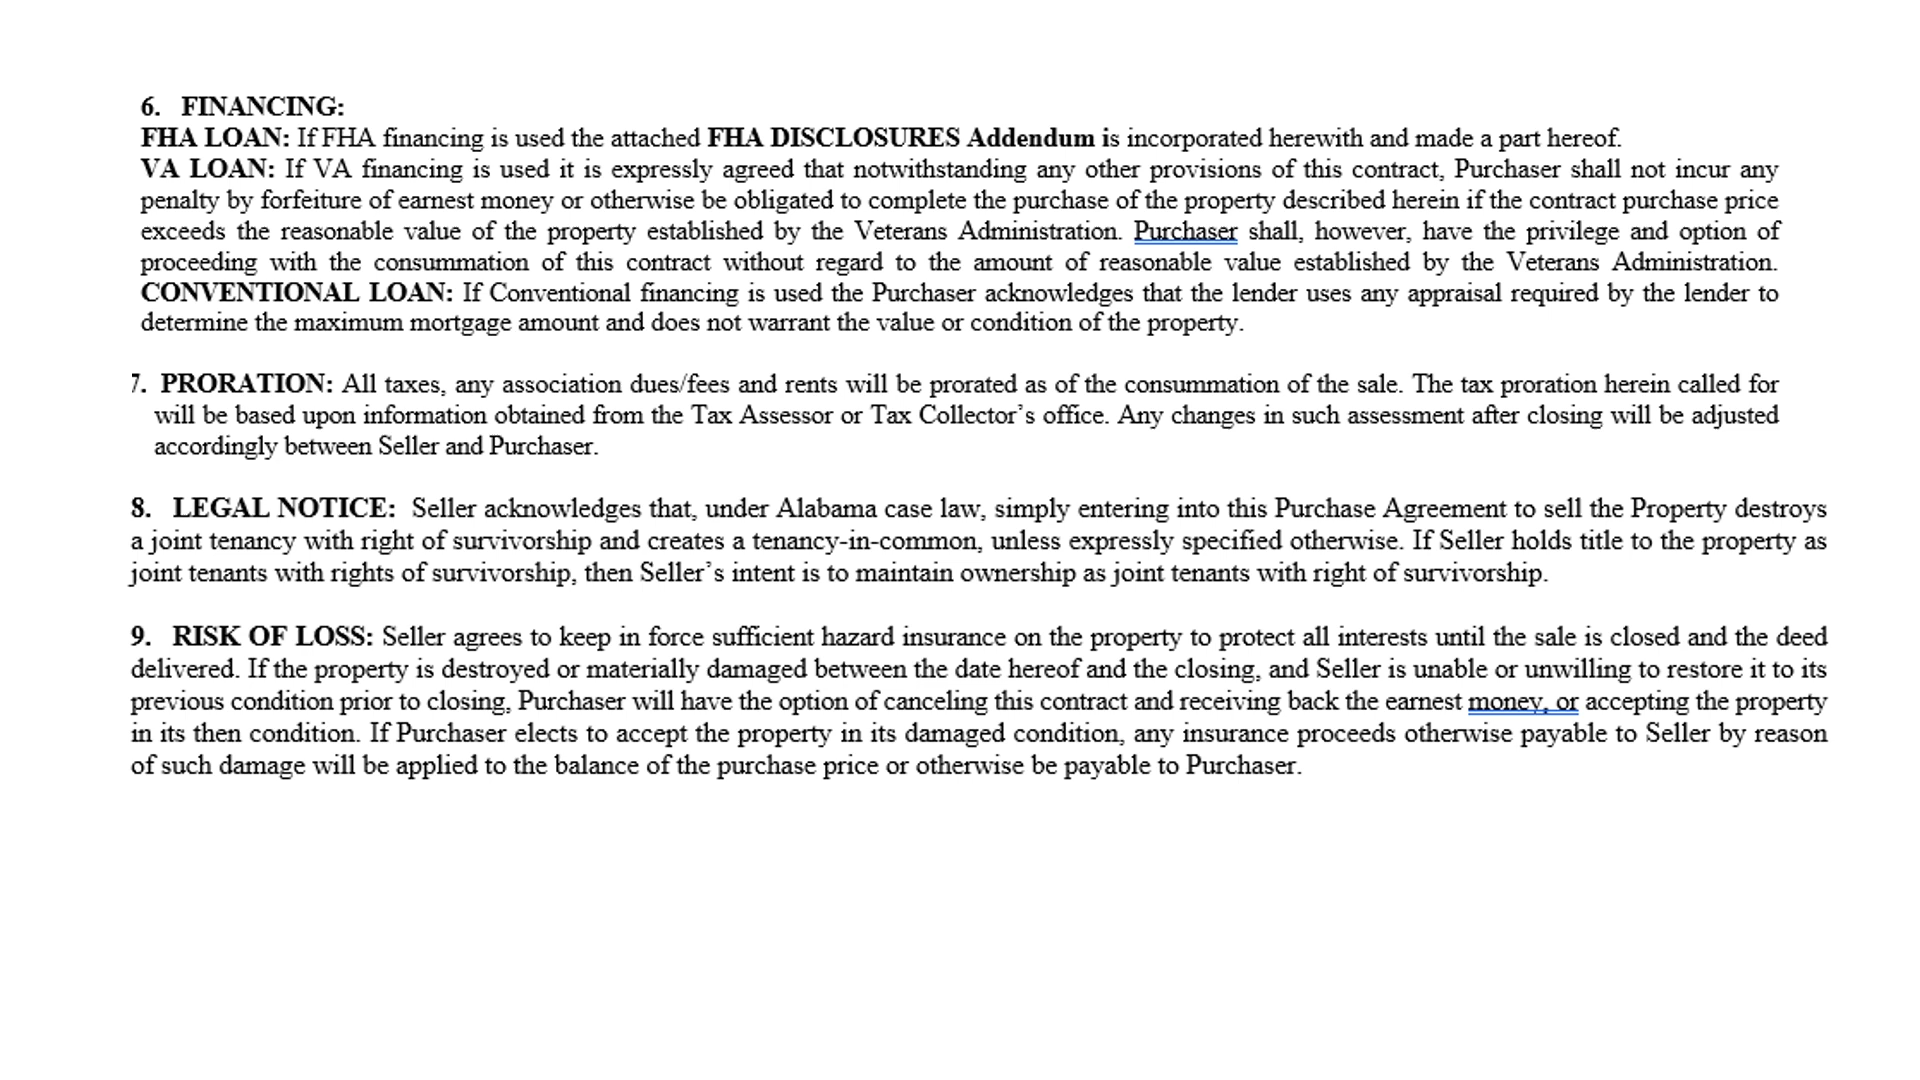 6. FINANCING:
FHA LOAN: If FHA financing is used the attached FHA DISCLOSURES Addendum is incorporated herewith and made a part hereof.
VA LOAN: If VA financing is used it is expressly agreed that notwithstanding any other provisions of this contract, Purchaser shall not incur any
penalty by forfeiture of earnest money or otherwise be obligated to complete the purchase of the property described herein if the contract purchase price
exceeds the reasonable value of the property established by the Veterans Administration. Purchaser shall, however, have the privilege and option of
proceeding with the consummation of this contract without regard to the amount of reasonable value established by the Veterans Administration.
CONVENTIONAL LOAN: If Conventional financing is used the Purchaser acknowledges that the lender uses any appraisal required by the lender to
determine the maximum mortgage amount and does not warrant the value or condition of the property.
7. PRORATION: All taxes, any association dues/fees and rents will be prorated as of the consummation of the sale. The tax proration herein called for
will be based upon information obtained from the Tax Assessor or Tax Collector’s office. Any changes in such assessment after closing will be adjusted
accordingly between Seller and Purchaser.
8. LEGAL NOTICE: Seller acknowledges that, under Alabama case law, simply entering into this Purchase Agreement to sell the Property destroys
a joint tenancy with right of survivorship and creates a tenancy-in-common, unless expressly specified otherwise. If Seller holds title to the property as
joint tenants with rights of survivorship, then Seller’s intent is to maintain ownership as joint tenants with right of survivorship.
9. RISK OF LOSS: Seller agrees to keep in force sufficient hazard insurance on the property to protect all interests until the sale is closed and the deed
delivered. If the property is destroyed or materially damaged between the date hereof and the closing, and Seller is unable or unwilling to restore it to its
previous condition prior to closing, Purchaser will have the option of canceling this contract and receiving back the earnest money, or accepting the property
in its then condition. If Purchaser elects to accept the property in its damaged condition, any insurance proceeds otherwise payable to Seller by reason
of such damage will be applied to the balance of the purchase price or otherwise be payable to Purchaser.